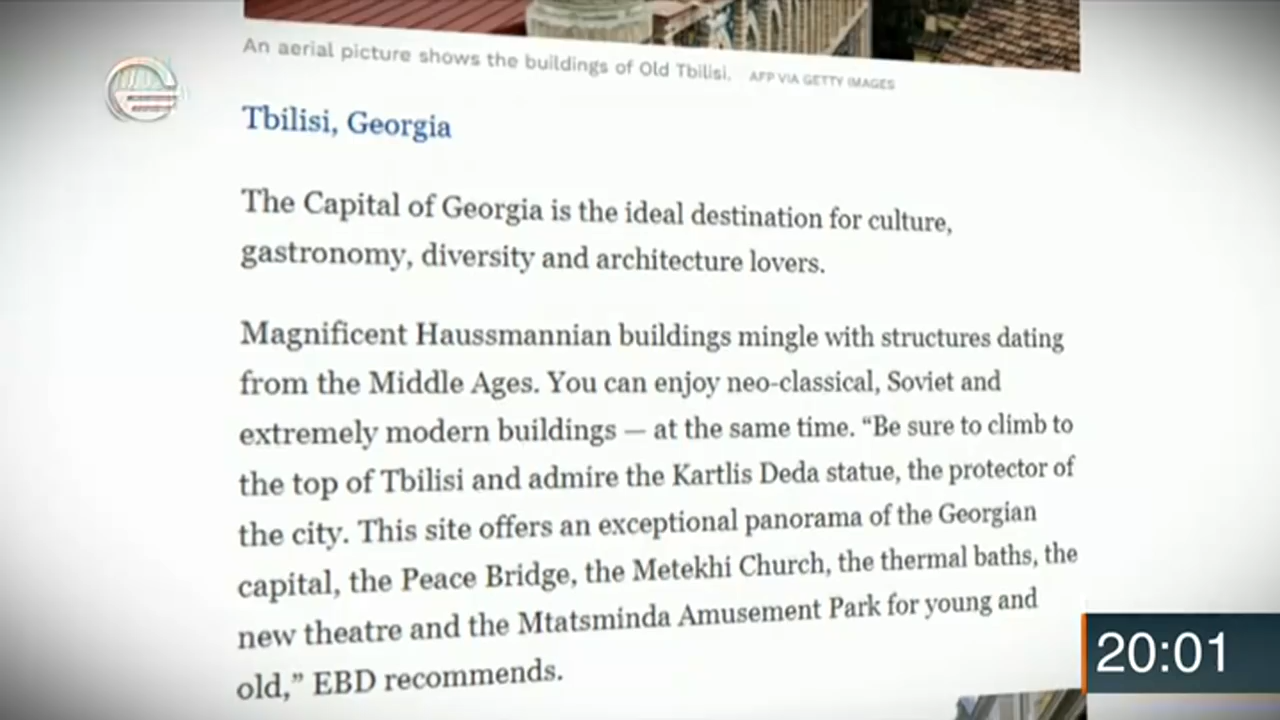 An aerial picture shows the buildings of Old Tbilisi. AFP VIA GETTY IMAGES
Tbilisi, Georgia
The Capital of Georgia is the ideal destination for culture,
gastronomy, diversity and architecture lovers.
Magnificent Haussmannian buildings mingle with structures dating
from the Middle Ages. You can enjoy neo-classical, Soviet and
extremely modern buildings — at the same time. “Be sure to climb to
the top of Tbilisi and admire the Kartlis Deda statue, the protector of
the city. This site offers an exceptional panorama of the Georgian
capital, the Peace Bridge, the Metekhi Church, the thermal baths, the
new theatre and the Mtatsminda Amusement Park for young and
old,” EBD recommends.
20:01